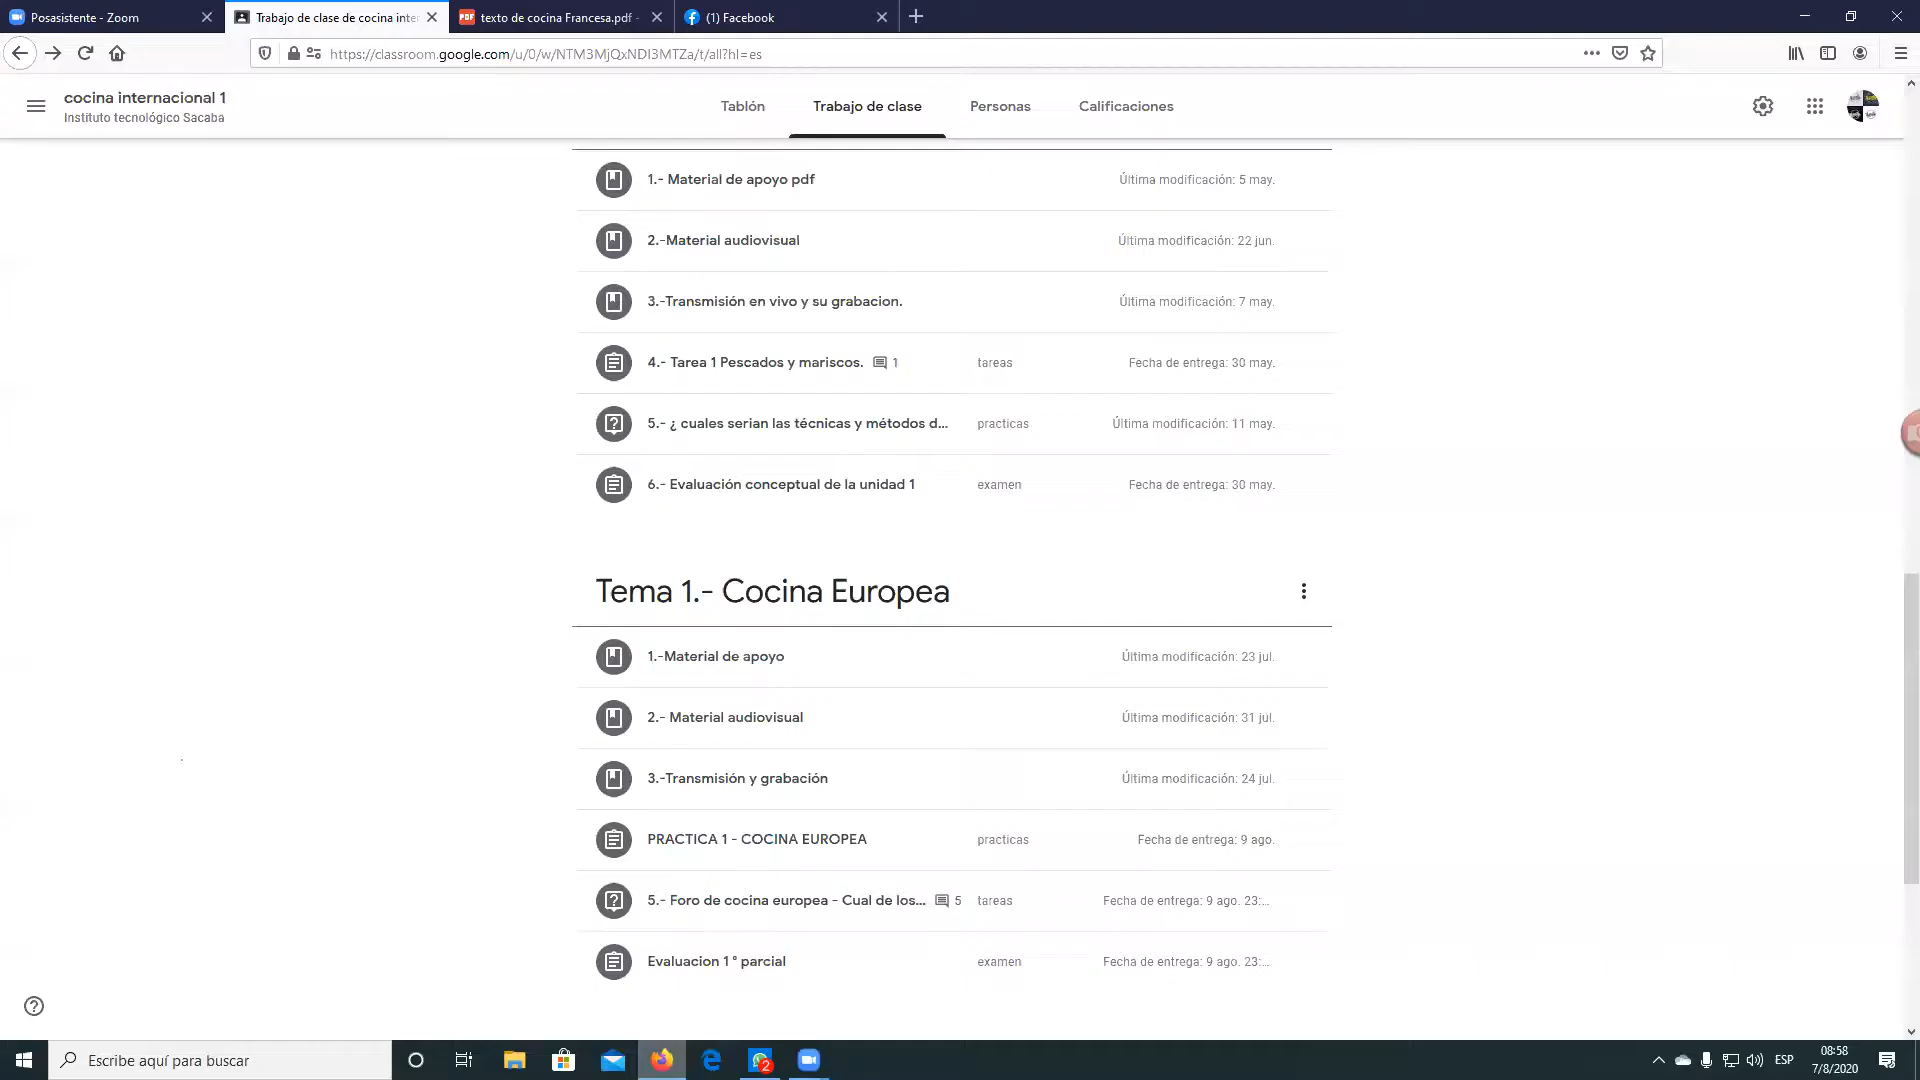 Posasistente - Zoom
Trabajo de clase de cocina inter
PDF
texto de cocina Francesa.pdf -
(1) Facebook
https://classroom.google.com/u/0/w/NTM3MjQxNDI3MTZa/t/all?hl=es
cocina internacional 1
Instituto tecnológico Sacaba
Tablón
Trabajo de clase
Personas
Calificaciones
1.- Material de apoyo pdf
Última modificación: 5 may.
2.-Material audiovisual
Última modificación: 22 jun.
3.-Transmisión en vivo y su grabacion.
Última modificación: 7 may.
4.- Tarea 1 Pescados y mariscos.
1
tareas
Fecha de entrega: 30 may.
5.- ¿ cuales serian las técnicas y métodos d...
practicas
Última modificación: 11 may.
6.- Evaluación conceptual de la unidad 1
examen
Fecha de entrega: 30 may.
Tema 1.- Cocina Europea
1.-Material de apoyo
Última modificación: 23 jul.
2.- Material audiovisual
Última modificación: 31 jul.
3.-Transmisión y grabación
Última modificación: 24 jul.
PRACTICA 1 - COCINA EUROPEA
practicas
Fecha de entrega: 9 ago.
5.- Foro de cocina europea - Cual de los...
5
tareas
Fecha de entrega: 9 ago. 23:...
Evaluacion 1 ° parcial
examen
Fecha de entrega: 9 ago. 23:...
Escribe aquí para buscar
2
ESP
08:58
7/8/2020